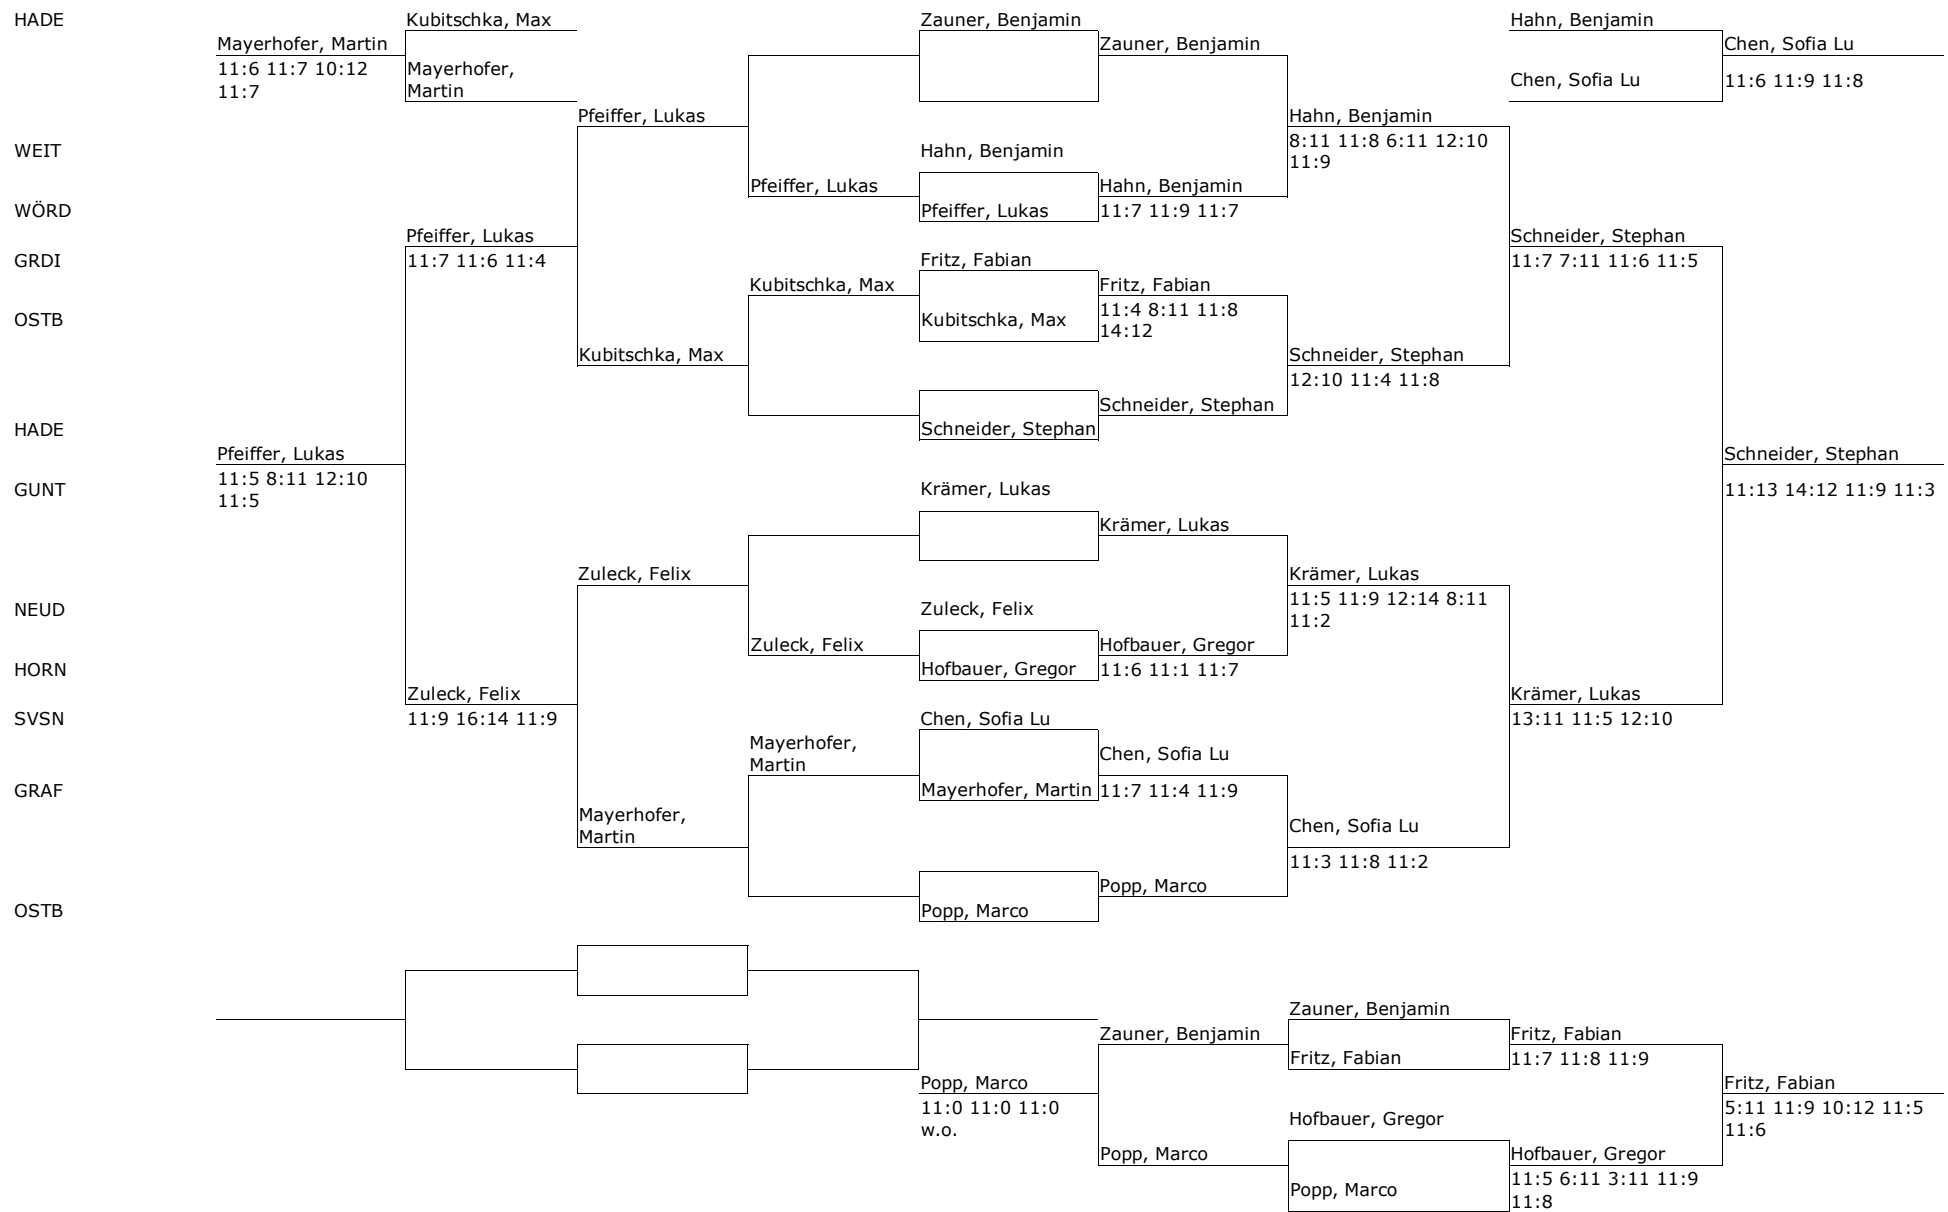 HADE
Kubitschka, Max
Zauner, Benjamin
Hahn, Benjamin
Mayerhofer, Martin
Zauner, Benjamin
Chen, Sofia Lu
11:6 11:7 10:12
11:7
Mayerhofer,
Martin
Chen, Sofia Lu
11:6 11:9 11:8
Pfeiffer, Lukas
Hahn, Benjamin
8:11 11:8 6:11 12:10
11:9
WEIT
Hahn, Benjamin
Pfeiffer, Lukas
Hahn, Benjamin
WÖRD
Pfeiffer, Lukas
11:7 11:9 11:7
Pfeiffer, Lukas
11:7 11:6 11:4
Schneider, Stephan
11:7 7:11 11:6 11:5
GRDI
Fritz, Fabian
Kubitschka, Max
Fritz, Fabian
11:4 8:11 11:8
14:12
OSTB
Kubitschka, Max
Kubitschka, Max
Schneider, Stephan
12:10 11:4 11:8
Schneider, Stephan
HADE
Schneider, Stephan
Pfeiffer, Lukas
11:5 8:11 12:10
11:5
Schneider, Stephan
11:13 14:12 11:9 11:3
GUNT
Krämer, Lukas
Krämer, Lukas
Zuleck, Felix
Krämer, Lukas
11:5 11:9 12:14 8:11
11:2
NEUD
Zuleck, Felix
Zuleck, Felix
Hofbauer, Gregor
HORN
Hofbauer, Gregor
11:6 11:1 11:7
Zuleck, Felix
11:9 16:14 11:9
Krämer, Lukas
13:11 11:5 12:10
SVSN
Chen, Sofia Lu
Mayerhofer,
Martin
Chen, Sofia Lu
GRAF
Mayerhofer, Martin
11:7 11:4 11:9
Mayerhofer,
Martin
Chen, Sofia Lu
11:3 11:8 11:2
Popp, Marco
OSTB
Popp, Marco
Zauner, Benjamin
Zauner, Benjamin
Fritz, Fabian
Fritz, Fabian
11:7 11:8 11:9
Popp, Marco
11:0 11:0 11:0
w.o.
Fritz, Fabian
5:11 11:9 10:12 11:5
11:6
Hofbauer, Gregor
Popp, Marco
Hofbauer, Gregor
Popp, Marco
11:5 6:11 3:11 11:9
11:8